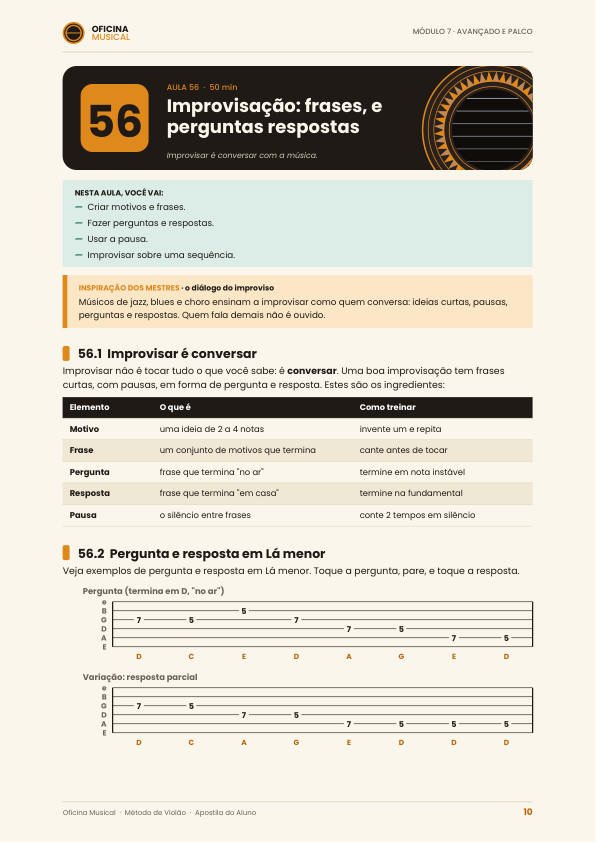 OFICINA
MUSICAL
MÓDULO 7 · AVANÇADO E PALCO
56
AULA 56 · 50 min
Improvisação: frases, e
perguntas respostas
Improvisar é conversar com a música.
NESTA AULA, VOCÊ VAI:
— Criar motivos e frases.
— Fazer perguntas e respostas.
— Usar a pausa.
— Improvisar sobre uma sequência.
INSPIRAÇÃO DOS MESTRES · o diálogo do improviso
Músicos de jazz, blues e choro ensinam a improvisar como quem conversa: ideias curtas, pausas,
perguntas e respostas. Quem fala demais não é ouvido.
56.1 Improvisar é conversar
Improvisar não é tocar tudo o que você sabe: é conversar. Uma boa improvisação tem frases
curtas, com pausas, em forma de pergunta e resposta. Estes são os ingredientes:
Elemento O que é Como treinar
Motivo uma ideia de 2 a 4 notas invente um e repita
Frase um conjunto de motivos que termina cante antes de tocar
Pergunta frase que termina "no ar" termine em nota instável
Resposta frase que termina "em casa" termine na fundamental
Pausa o silêncio entre frases conte 2 tempos em silêncio
56.2 Pergunta e resposta em Lá menor
Veja exemplos de pergunta e resposta em Lá menor. Toque a pergunta, pare, e toque a resposta.
Pergunta (termina em D, "no ar")
e
B 5
G 7 5 7
D 7 5
A 7 5
E
D C E D A G E D
Variação: resposta parcial
e
B
G 7 5
D 7 5
A 7 5 5 5
E
D C A G E D D D
Oficina Musical · Método de Violão · Apostila do Aluno
10